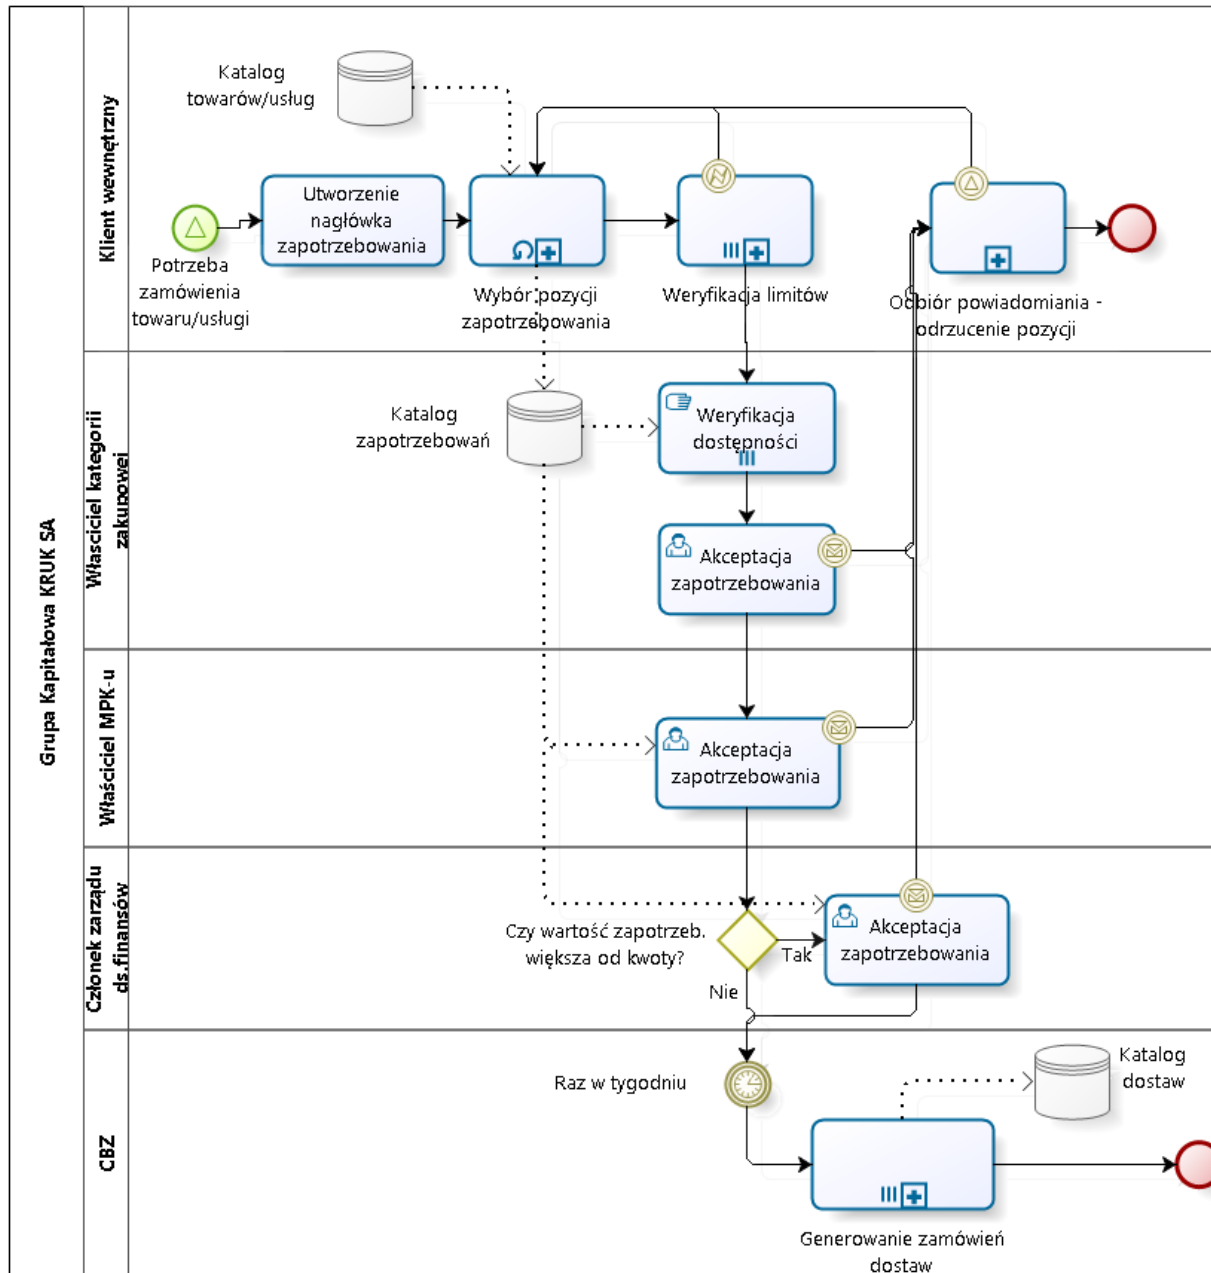 Grupa Kapitałowa KRUK SA
Klient wewnętrzny
Katalog
towarów/usług
Potrzeba
zamówienia
towaru/usługi
Utworzenie
nagłówka
zapotrzebowania
Wybór pozycji
zapotrzebowania
Weryfikacja limitów
Odbiór powiadomiania -
odrzucenie pozycji
Własciciel kategorii
zakupowei
Katalog
zapotrzebowań
Weryfikacja
dostępności
Akceptacja
zapotrzebowania
Właściciel MPK-u
Akceptacja
zapotrzebowania
Członek zarządu
ds.finansów
Czy wartość zapotrzeb.
większa od kwoty?
Tak
Nie
Akceptacja
zapotrzebowania
CBZ
Raz w tygodniu
Katalog
dostaw
Generowanie zamówień
dostaw